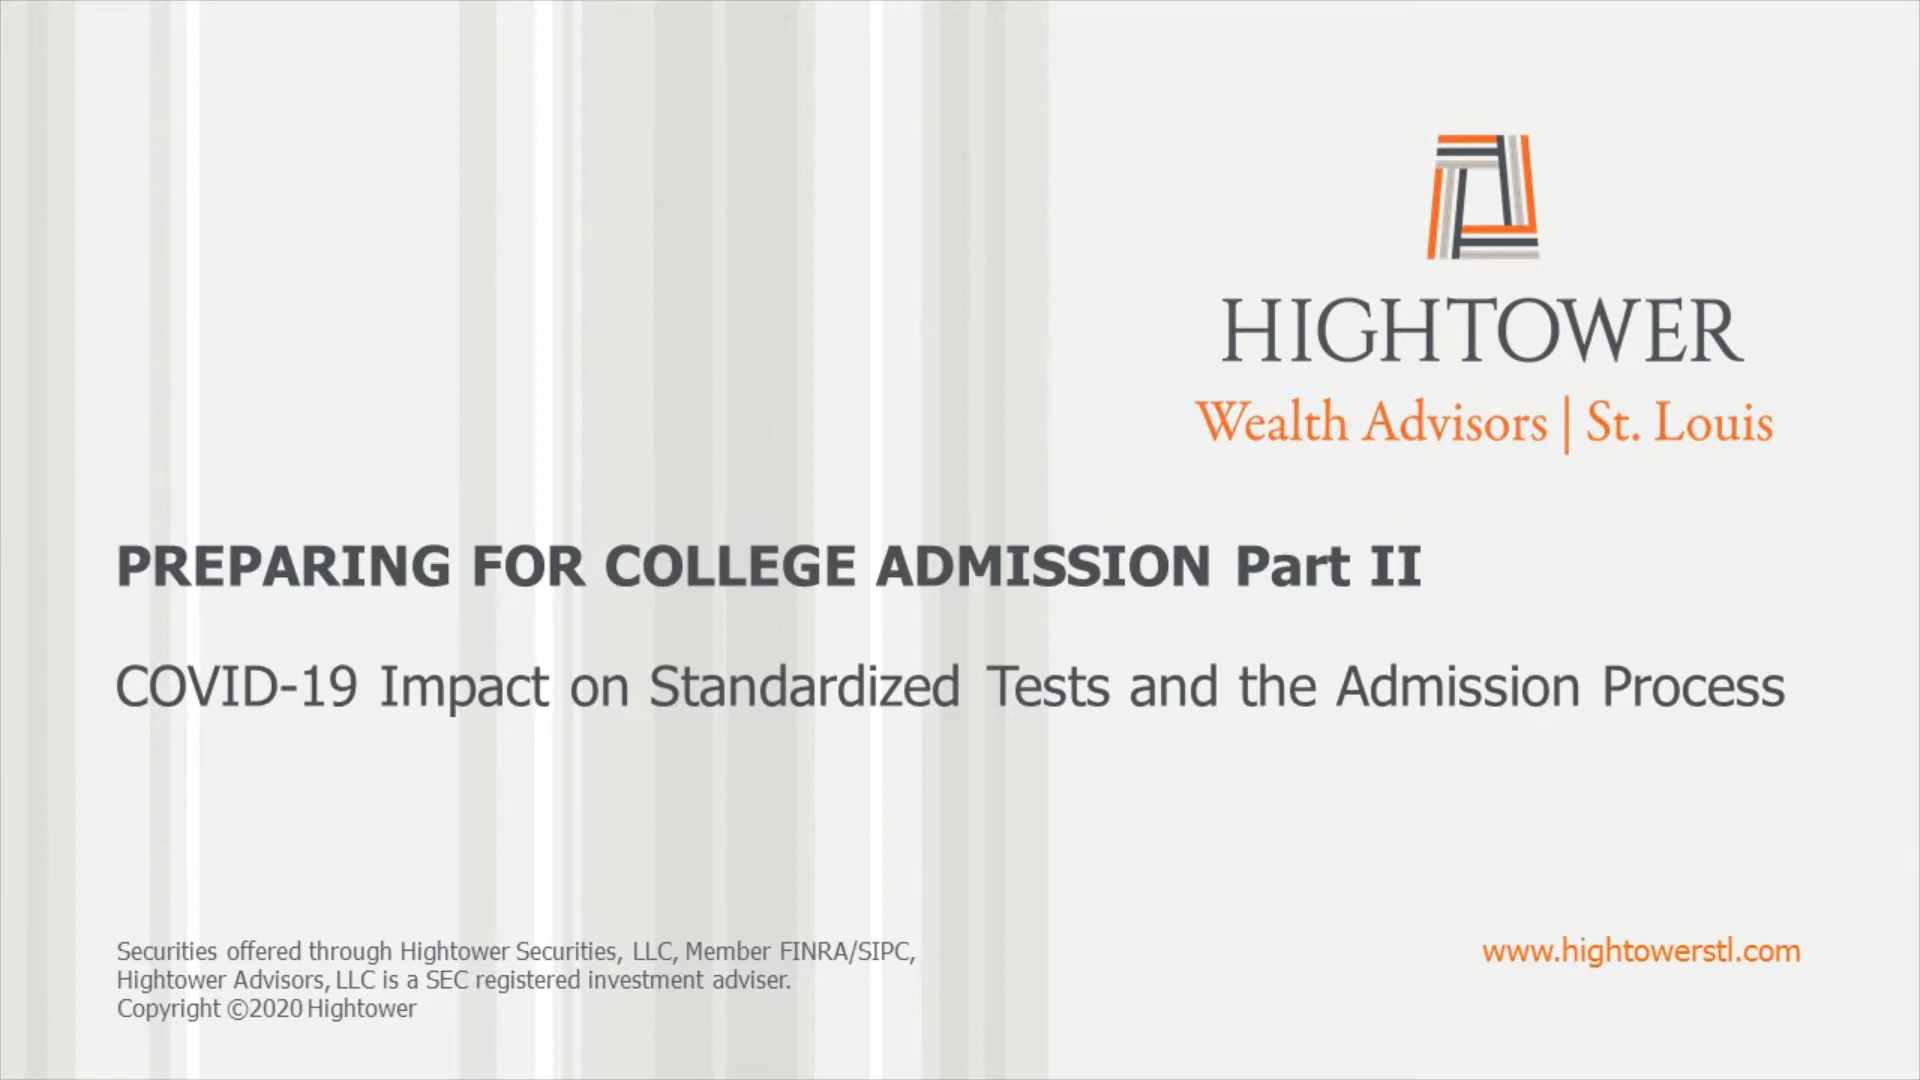 HIGHTOWER
Wealth Advisors | St. Louis
PREPARING FOR COLLEGE ADMISSION Part II
COVID-19 Impact on Standardized Tests and the Admission Process
Securities offered through Hightower Securities, LLC, Member FINRA/SIPC,
Hightower Advisors, LLC is a SEC registered investment adviser.
Copyright ©2020 Hightower
www.hightowerstl.com